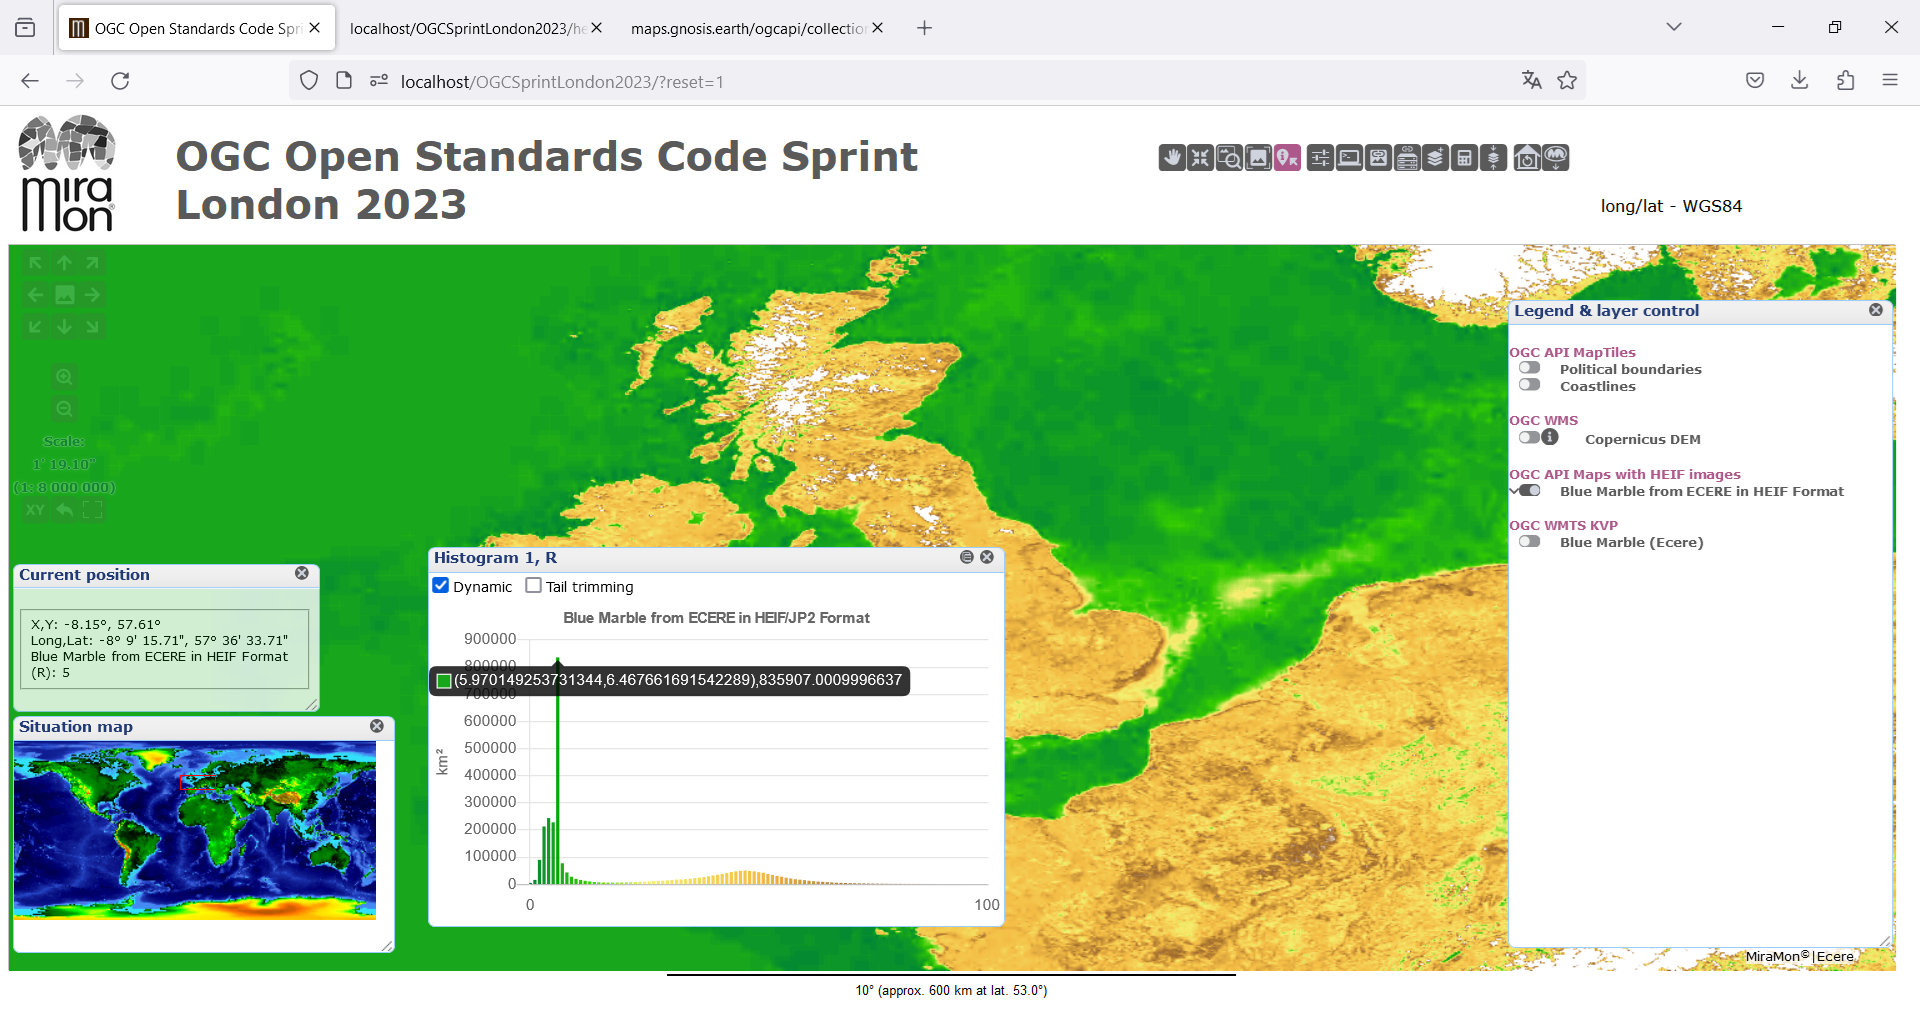 OGC Open Standards Code Spri
localhost/OGCSprintLondon2023/he
maps.gnosis.earth/ogcapi/collectio
localhost/OGCSprintLondon2023/?reset=1
mira
mon®
OGC Open Standards Code Sprint
London 2023
long/lat - WGS84
Scale:
1' 19.10"
(1: 8 000 000)
XY
Legend & layer control
OGC API MapTiles
Political boundaries
Coastlines
OGC WMS
Copernicus DEM
OGC API Maps with HEIF images
Blue Marble from ECERE in HEIF Format
OGC WMTS KVP
Blue Marble (Ecere)
Current position
X,Y: -8.15°, 57.61°
Long,Lat: -8° 9' 15.71", 57° 36' 33.71"
Blue Marble from ECERE in HEIF Format
(R): 5
Situation map
Histogram 1, R
Dynamic Tail trimming
Blue Marble from ECERE in HEIF/JP2 Format
900000
800000
(5.970149253731344,6.467661691542289),835907.0009996637
700000
600000
500000
400000
300000
200000
100000
0
km²
0 100
MiraMon©|Ecere
10° (approx. 600 km at lat. 53.0°)